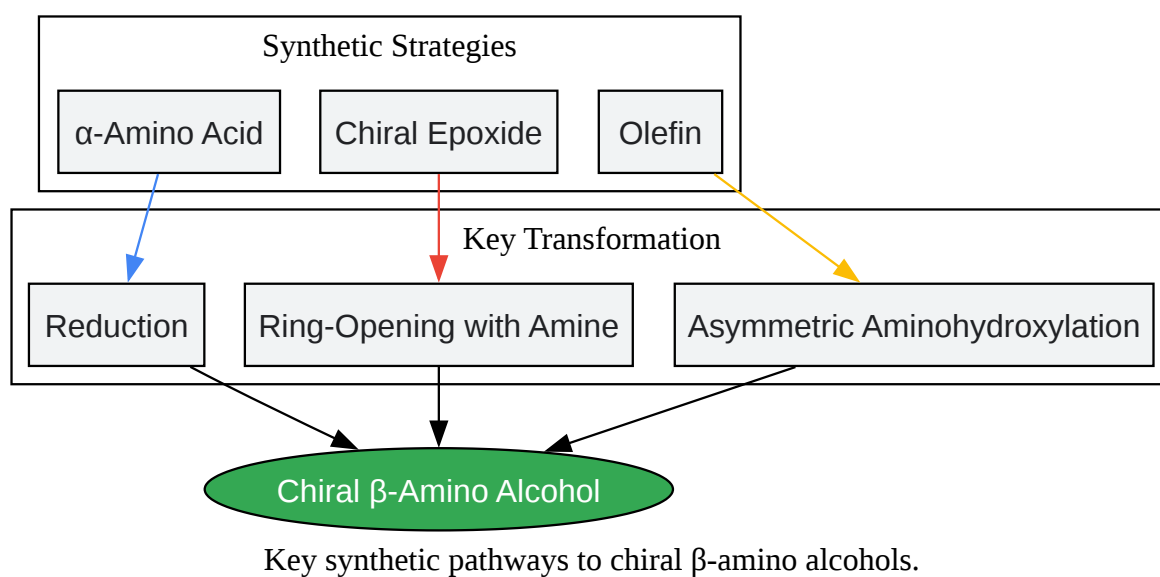 Synthetic Strategies
α-Amino Acid
Chiral Epoxide
Olefin
Key Transformation
Reduction
Ring-Opening with Amine
Asymmetric Aminohydroxylation
Chiral β-Amino Alcohol
Key synthetic pathways to chiral β-amino alcohols.